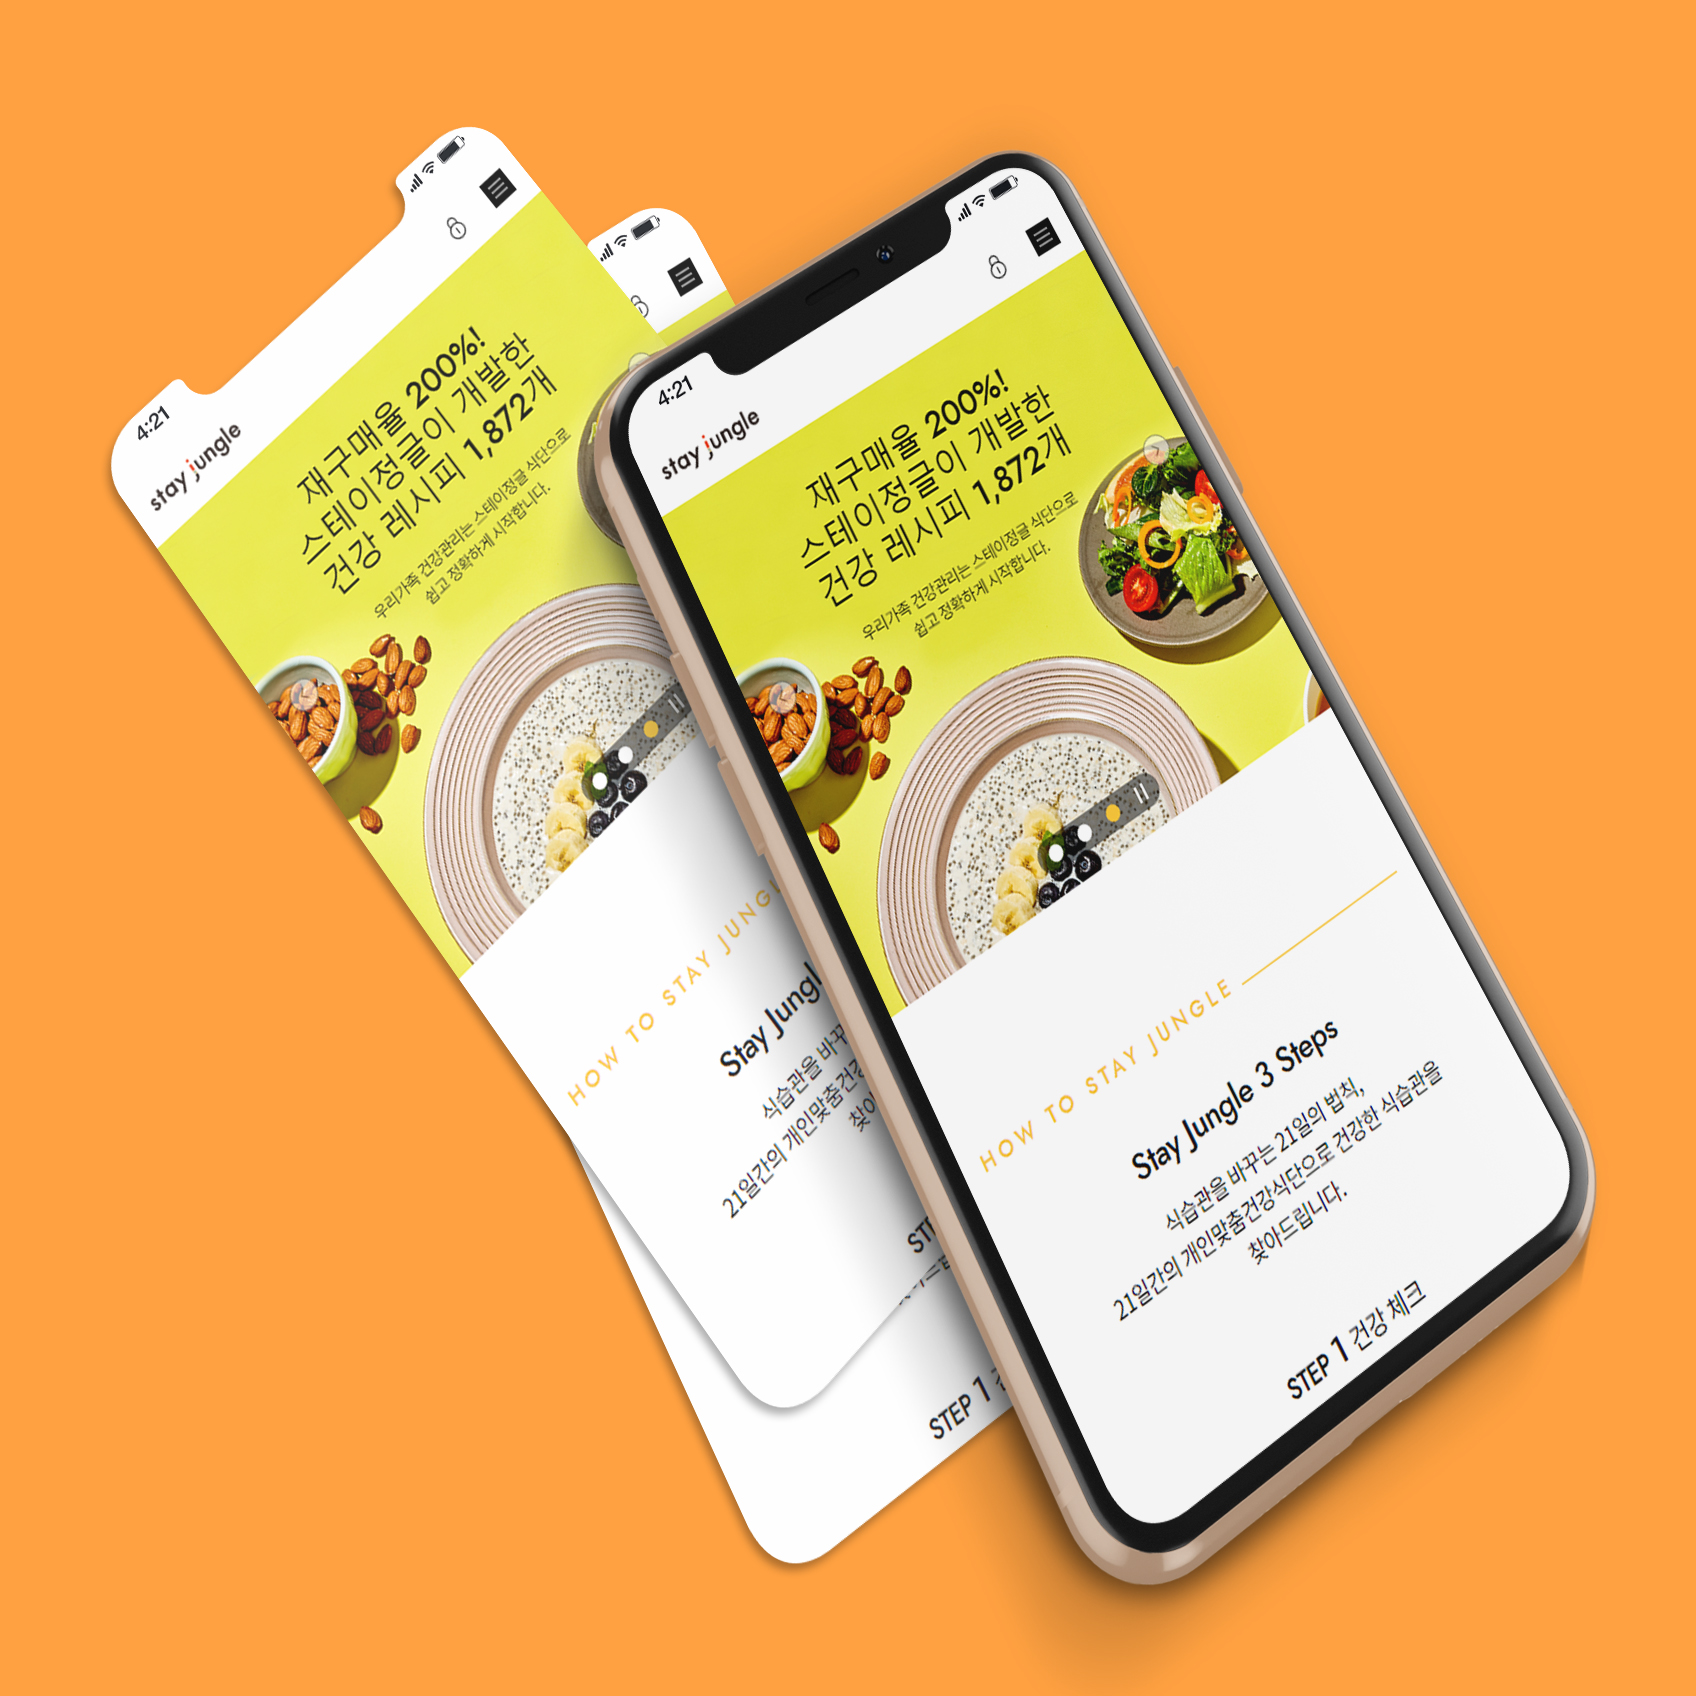 4:21
stay jungle
재구매율 200%!
스테이정글이 개발한
건강 레시피 1,872개
우리가족 건강관리는 스테이정글 식단으로
쉽고 정확하게 시작합니다.
HOW TO STAY JUNG
Stay Jungl
식습관을 바꾸
21일간의 개인맞춤건강
찾아
STEP 1
4:21
stay jungle
재구매율 200%!
스테이정글이 개발한
건강 레시피 1,872개
우리가족 건강관리는 스테이정글 식단으로
쉽고 정확하게 시작합니다.
HOW TO STAY JUNGLE
Stay Jungle 3 Steps
식습관을 바꾸는 21일의 법칙,
21일간의 개인맞춤건강식단으로 건강한 식습관을
찾아드립니다.
STEP 1 건강 체크